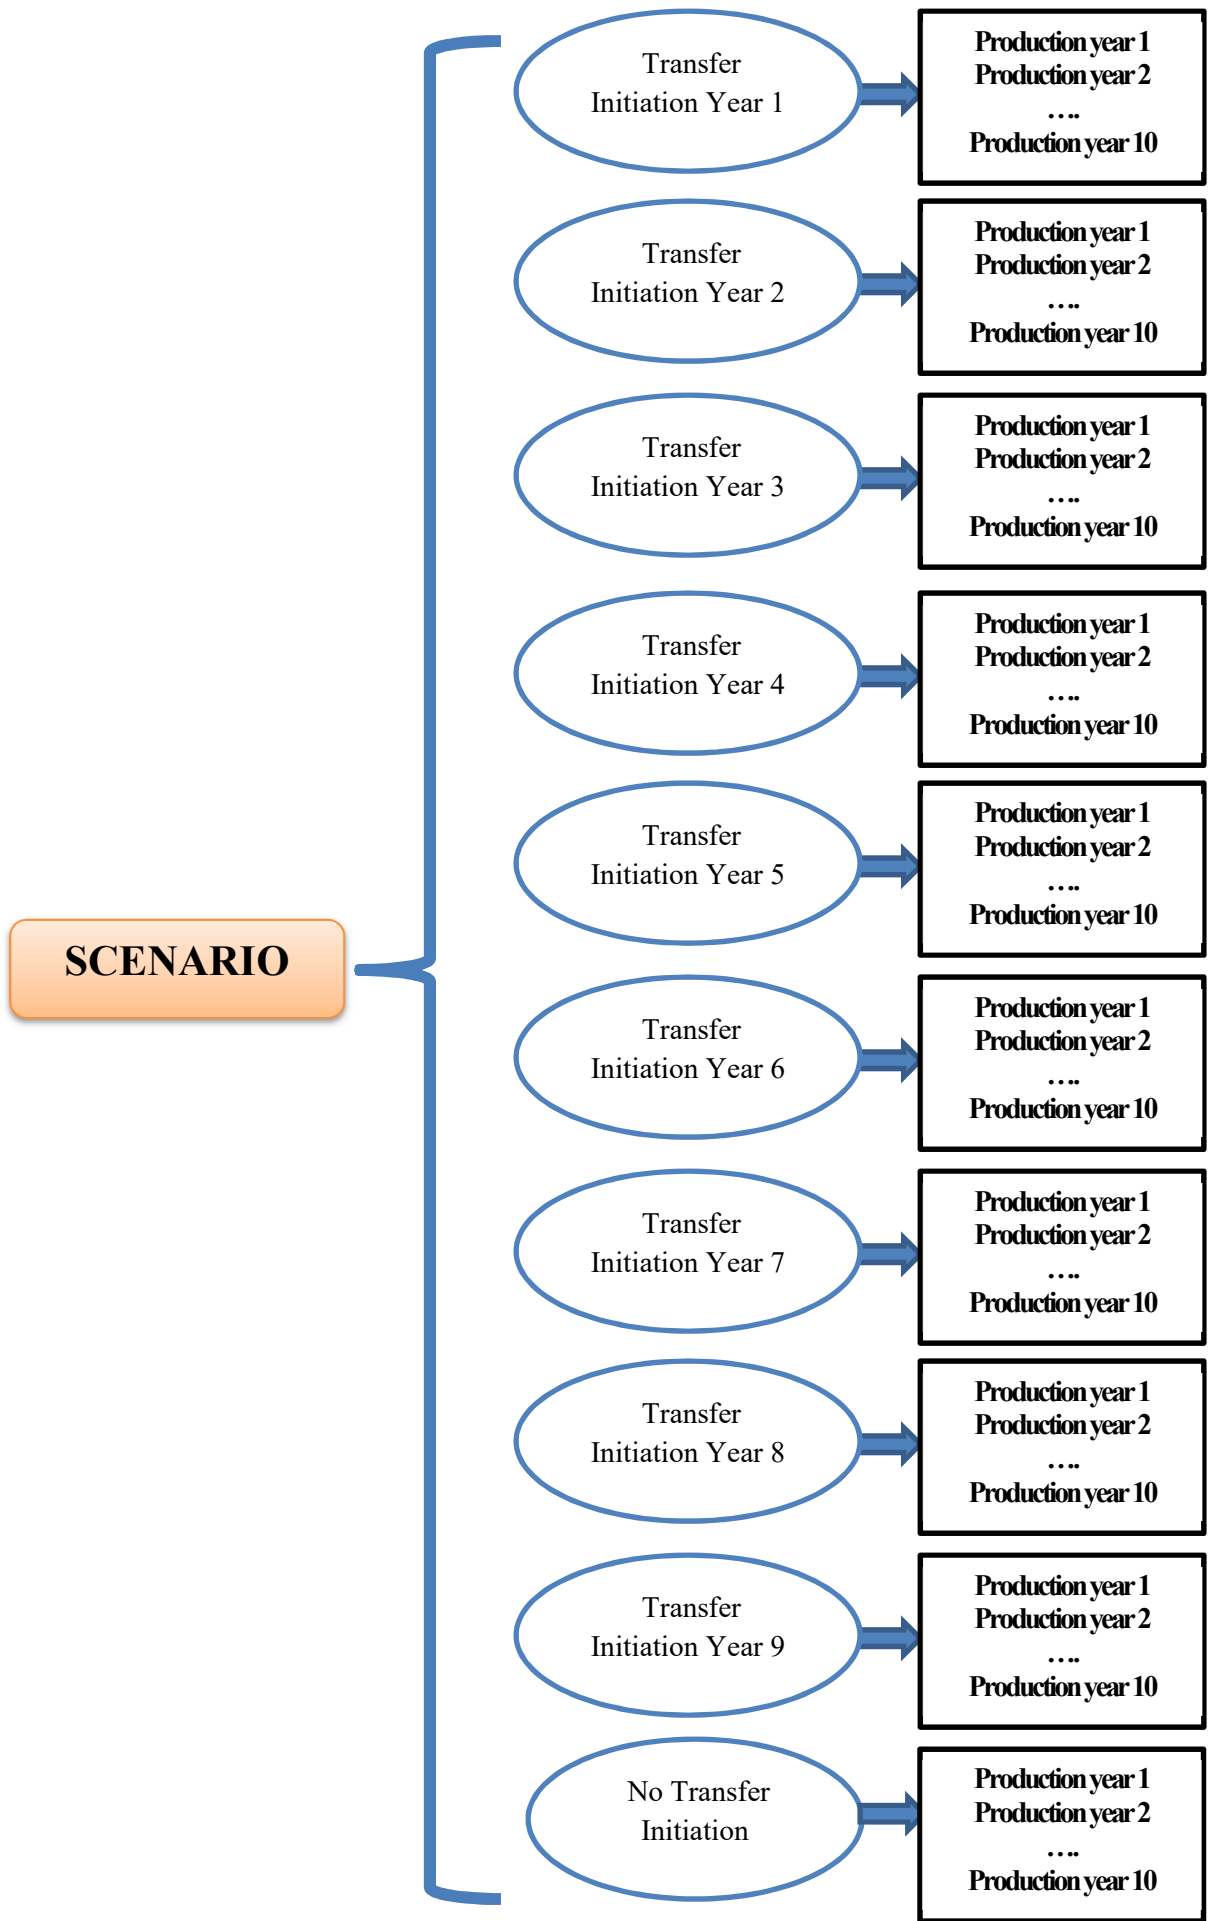 Transfer
Initiation Year 1
Production year 1
Production year 2
….
Production year 10
Transfer
Initiation Year 2
Production year 1
Production year 2
….
Production year 10
Transfer
Initiation Year 3
Production year 1
Production year 2
….
Production year 10
Transfer
Initiation Year 4
Production year 1
Production year 2
….
Production year 10
Transfer
Initiation Year 5
Production year 1
Production year 2
….
Production year 10
SCENARIO
Transfer
Initiation Year 6
Production year 1
Production year 2
….
Production year 10
Transfer
Initiation Year 7
Production year 1
Production year 2
….
Production year 10
Transfer
Initiation Year 8
Production year 1
Production year 2
….
Production year 10
Transfer
Initiation Year 9
Production year 1
Production year 2
….
Production year 10
No Transfer
Initiation
Production year 1
Production year 2
….
Production year 10